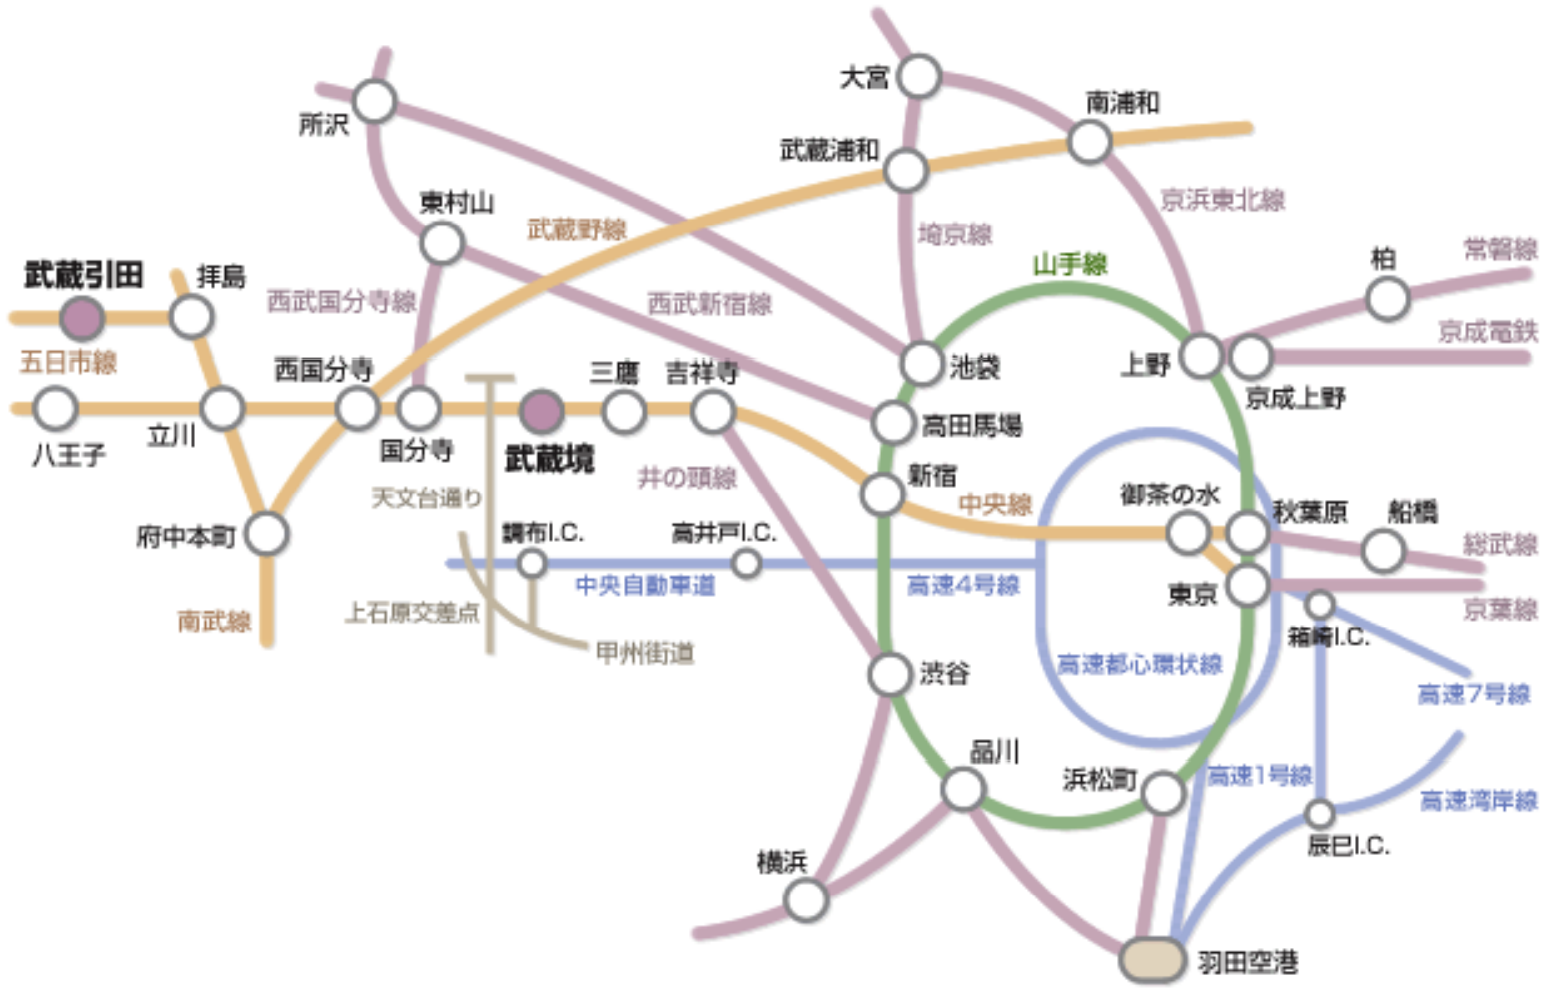 大宮
南浦和
所沢
武蔵浦和
東村山
京浜東北線
武蔵野線
埼京線
常磐線
柏
山手線
武蔵引田
拝島
西武国分寺線
西武新宿線
京成電鉄
五日市線
西国分寺
三鷹
吉祥寺
池袋
上野
京成上野
八王子
立川
国分寺
武蔵境
高田馬場
井の頭線
新宿
天文台通り
中央線
御茶の水
秋葉原
船橋
府中本町
調布I.C.
高井戸I.C.
総武線
中央自動車道
高速4号線
東京
京葉線
南武線
上石原交差点
箱崎I.C.
甲州街道
渋谷
高速都心環状線
高速7号線
品川
浜松町
高速1号線
高速湾岸線
辰巳I.C.
横浜
羽田空港